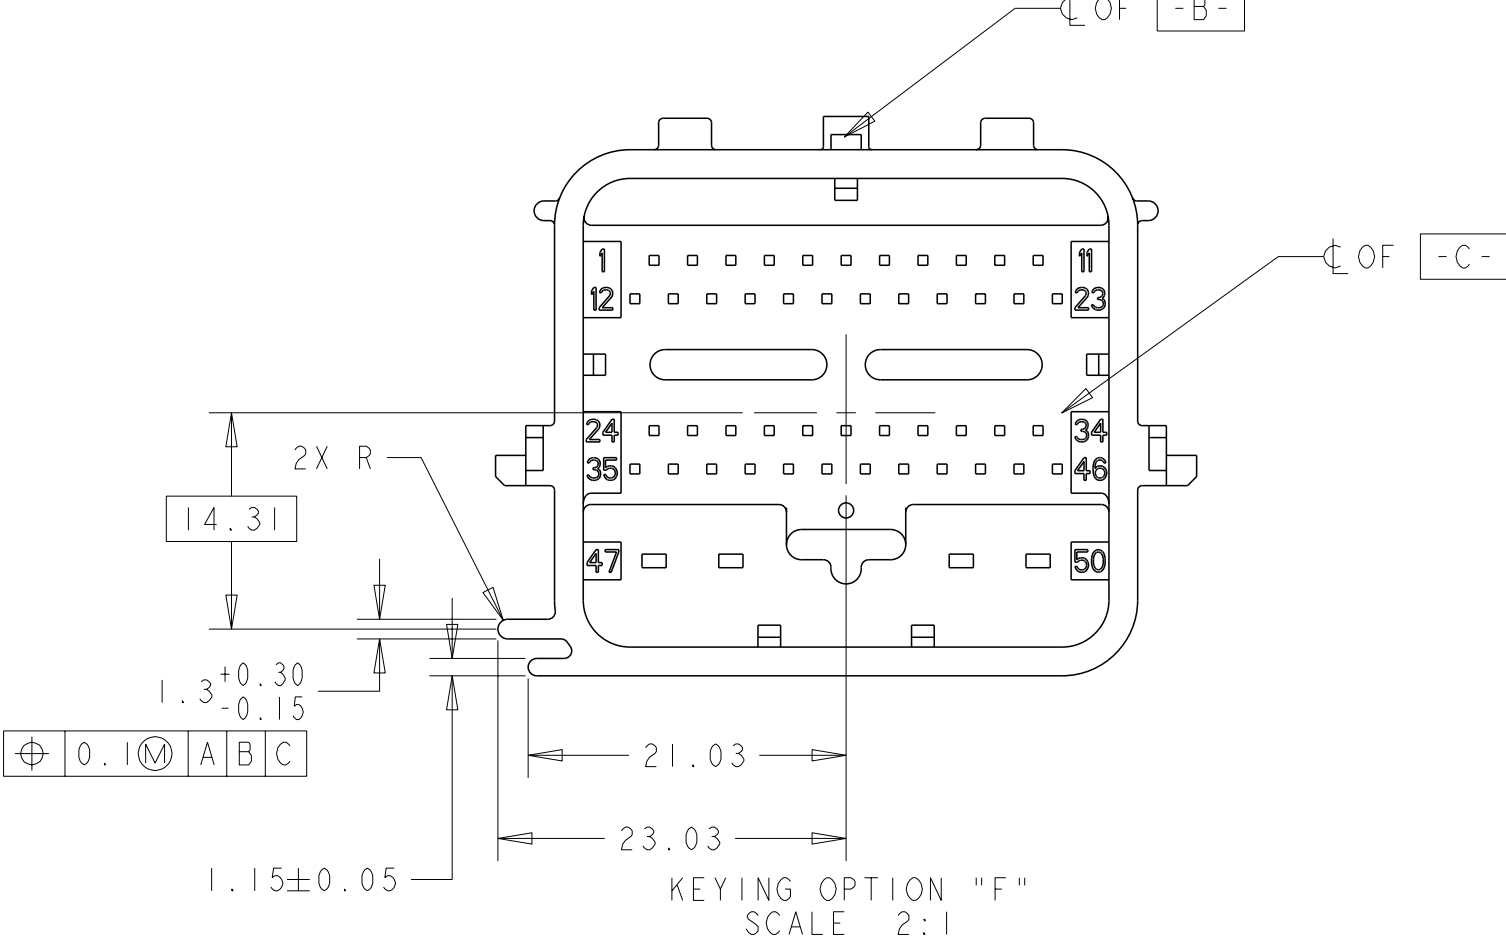 ℄ OF -B-
℄ OF -C-
1 11
12 23
24 34
35 46
47 50
2X R
14.31
1.3 +0.30 -0.15
⌖ 0.1Ⓜ A B C
21.03
23.03
1.15±0.05
KEYING OPTION "F"
SCALE 2:1